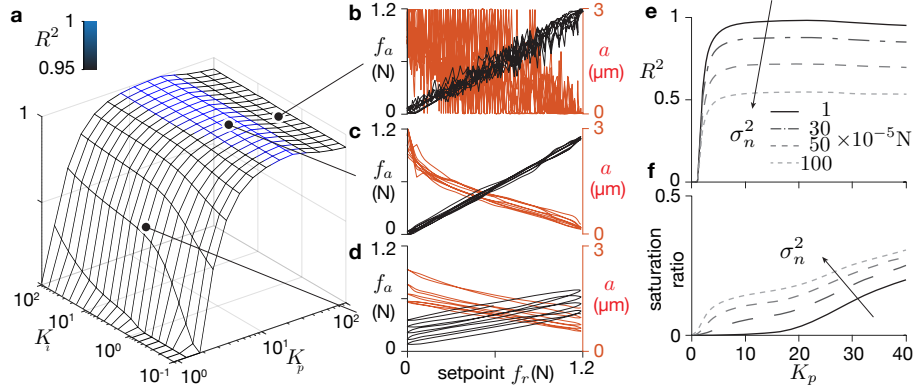 a
R²
0
0.95
1
10²
10¹
10⁰
10⁻¹
K_i
10⁰
10¹
10²
K_p
b
1.2
f_a
(N)
0
3
a
(μm)
0
c
1.2
f_a
(N)
0
3
a
(μm)
0
d
1.2
f_a
(N)
0
3
a
(μm)
0
0
1.2
setpoint f_r(N)
e
1
R²
0.5
0
σ_n²
1
30
50 ×10⁻⁵N
100
f
0.5
saturation
ratio
0
σ_n²
0
10
20
30
40
K_p